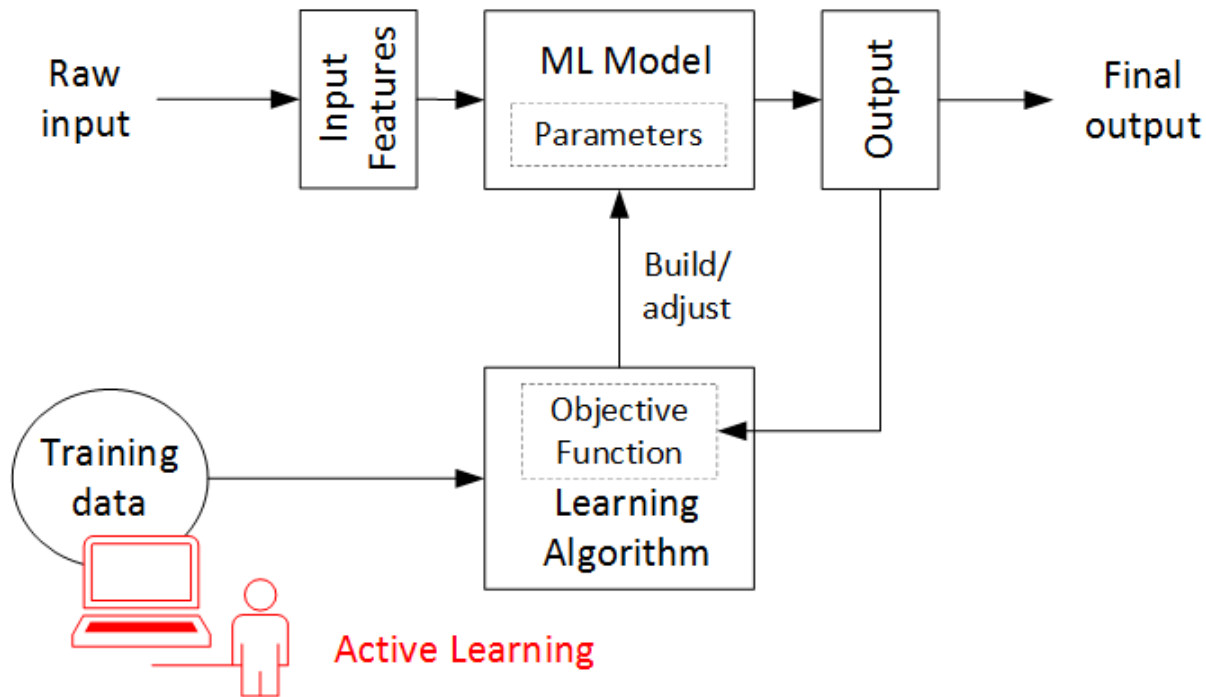 Raw
input
Input
Features
ML Model
Parameters
Output
Final
output
Build/
adjust
Training
data
Objective
Function
Learning
Algorithm
Active Learning